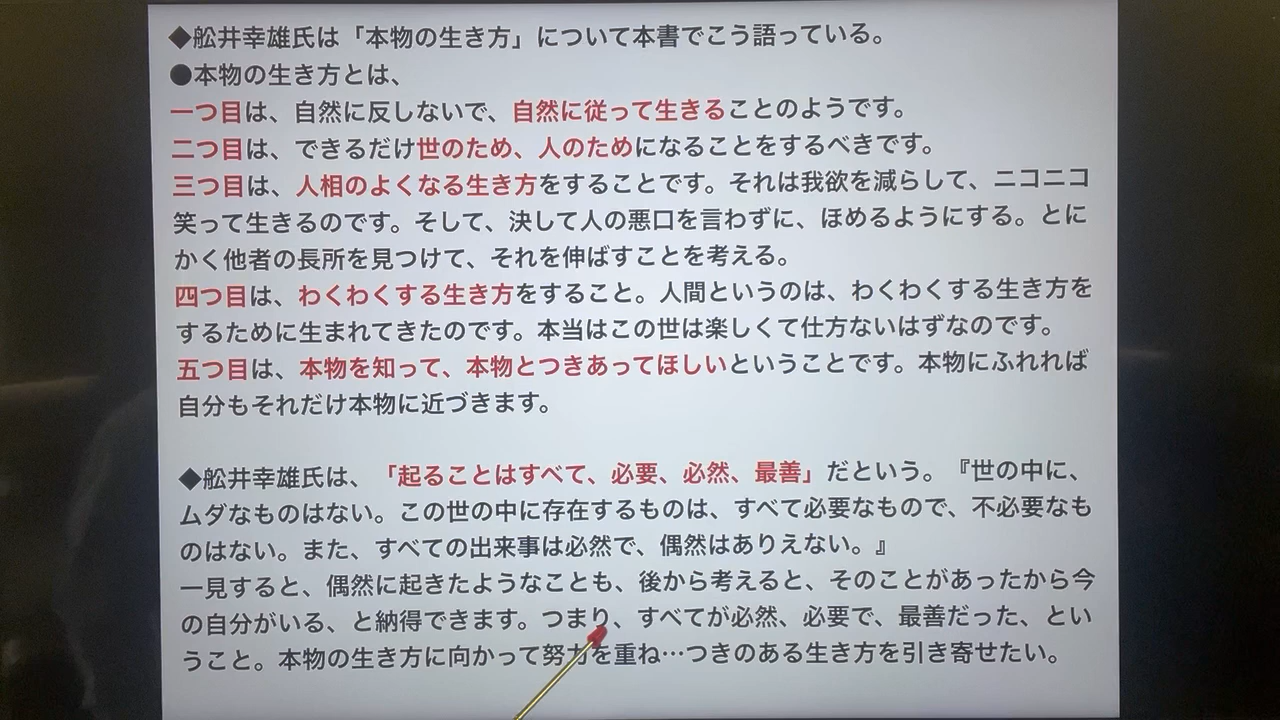 ◆舩井幸雄氏は「本物の生き方」について本書でこう語っている。
●本物の生き方とは、
一つ目は、自然に反しないで、自然に従って生きることのようです。
二つ目は、できるだけ世のため、人のためになることをするべきです。
三つ目は、人相のよくなる生き方をすることです。それは我欲を減らして、ニコニコ
笑って生きるのです。そして、決して人の悪口を言わずに、ほめるようにする。とに
かく他者の長所を見つけて、それを伸ばすことを考える。
四つ目は、わくわくする生き方をすること。人間というのは、わくわくする生き方を
するために生まれてきたのです。本当はこの世は楽しくて仕方ないはずなのです。
五つ目は、本物を知って、本物とつきあってほしいということです。本物にふれれば
自分もそれだけ本物に近づきます。
◆舩井幸雄氏は、「起ることはすべて、必要、必然、最善」だという。『世の中に、
ムダなものはない。この世の中に存在するものは、すべて必要なもので、不必要なも
のはない。また、すべての出来事は必然で、偶然はありえない。』
一見すると、偶然に起きたようなことも、後から考えると、そのことがあったから今
の自分がいる、と納得できます。つまり、すべてが必然、必要で、最善だった、とい
うこと。本物の生き方に向かって努力を重ね…つきのある生き方を引き寄せたい。